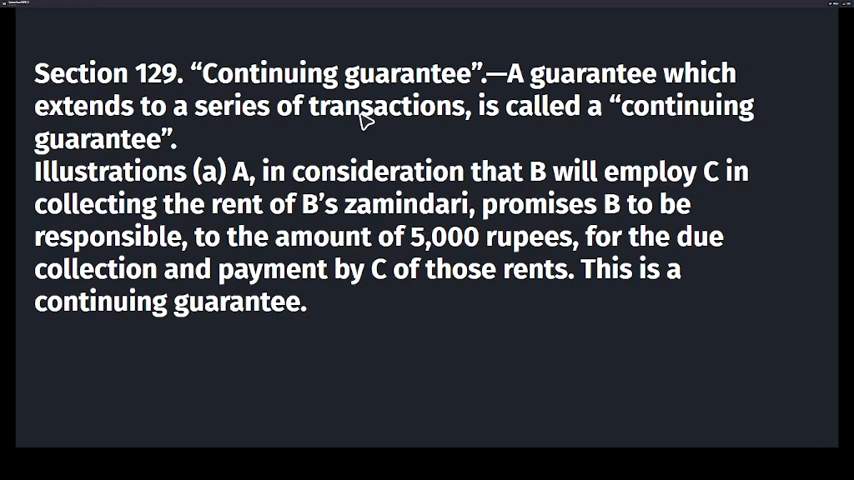 Section 129. “Continuing guarantee”.—A guarantee which
extends to a series of transactions, is called a “continuing
guarantee”.
Illustrations (a) A, in consideration that B will employ C in
collecting the rent of B’s zamindari, promises B to be
responsible, to the amount of 5,000 rupees, for the due
collection and payment by C of those rents. This is a
continuing guarantee.